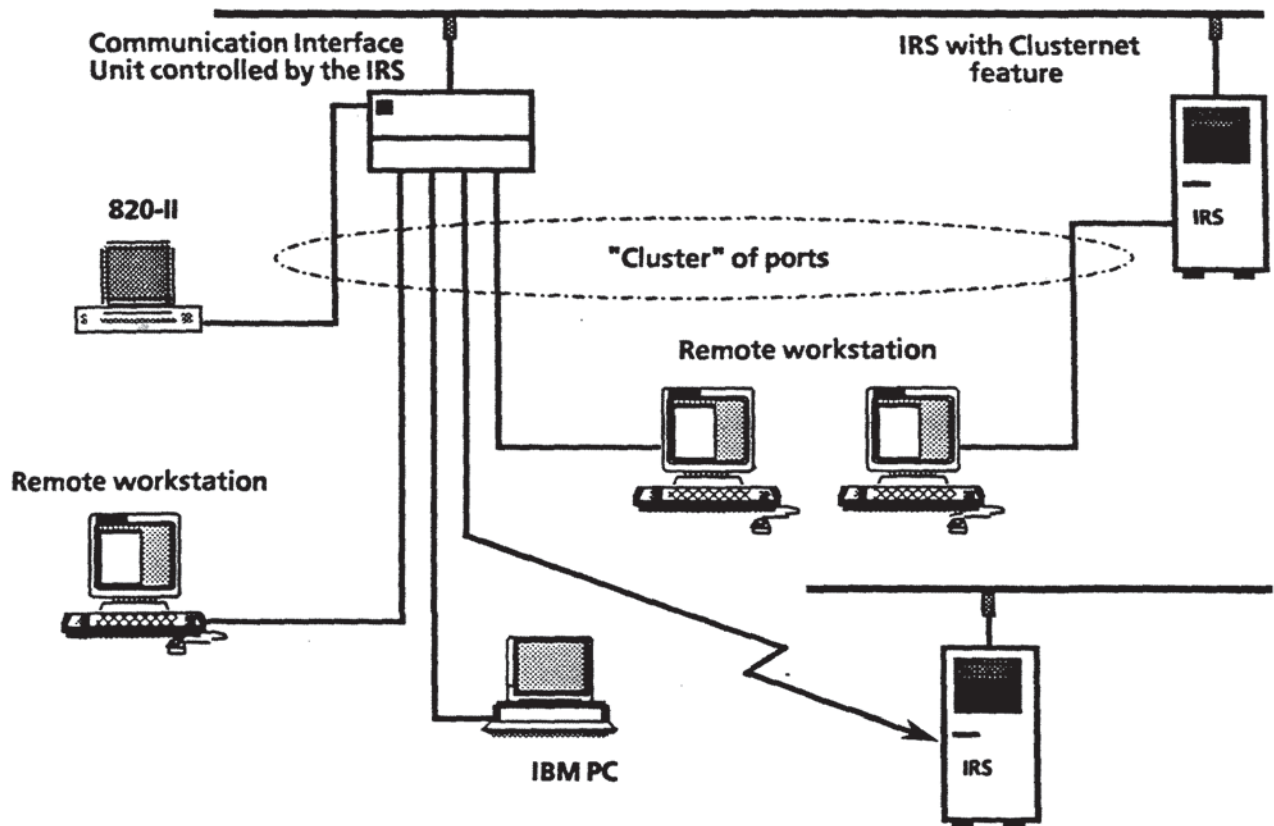 Communication Interface
Unit controlled by the IRS
IRS with Clusternet
feature
IRS
820-II
"Cluster" of ports
Remote workstation
Remote workstation
IBM PC
IRS